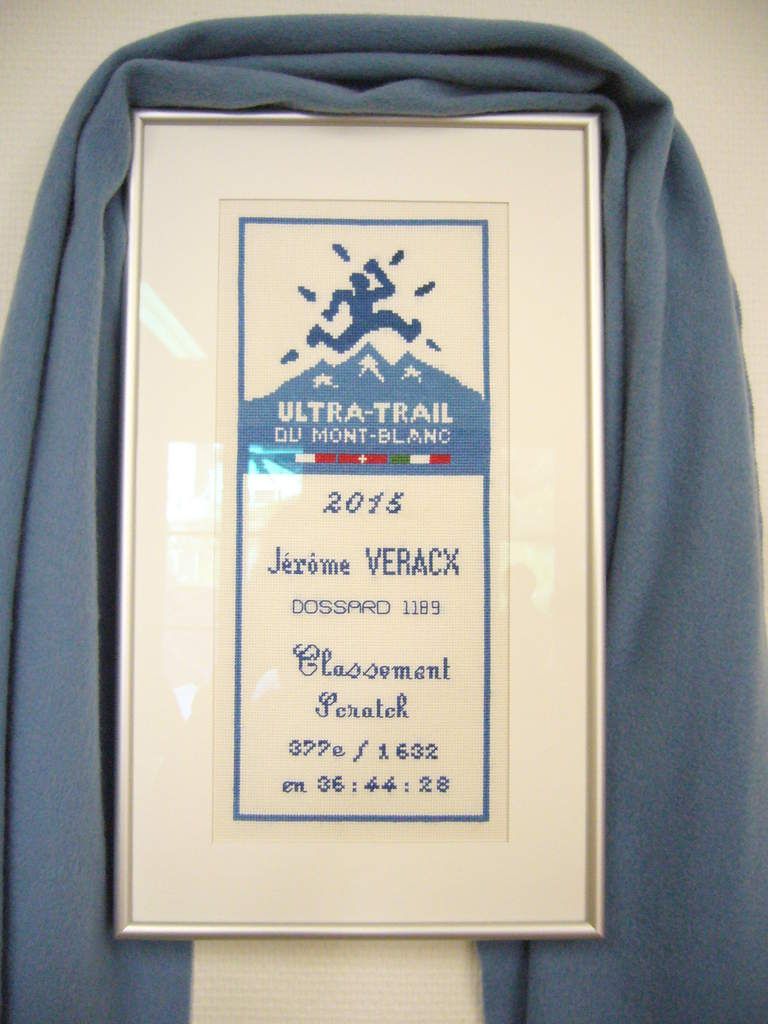 ULTRA-TRAIL
DU MONT-BLANC
2015
Jérôme VERACX
DOSSARD 1189
Classement
Scratch
377e / 1632
en 36:44:28